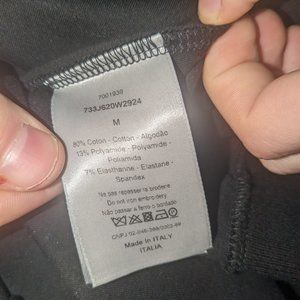 7001939
733J620W2924
M
80% Coton - Cotton - Algodão
13% Polyamide - Polyamide -
Poliamida
7% Elasthanne - Elastane -
Spandex
Ne pas repasser la broderie
Do not iron embroidery
Não passar a ferro o bordado
Made in ITALY
ITALIA